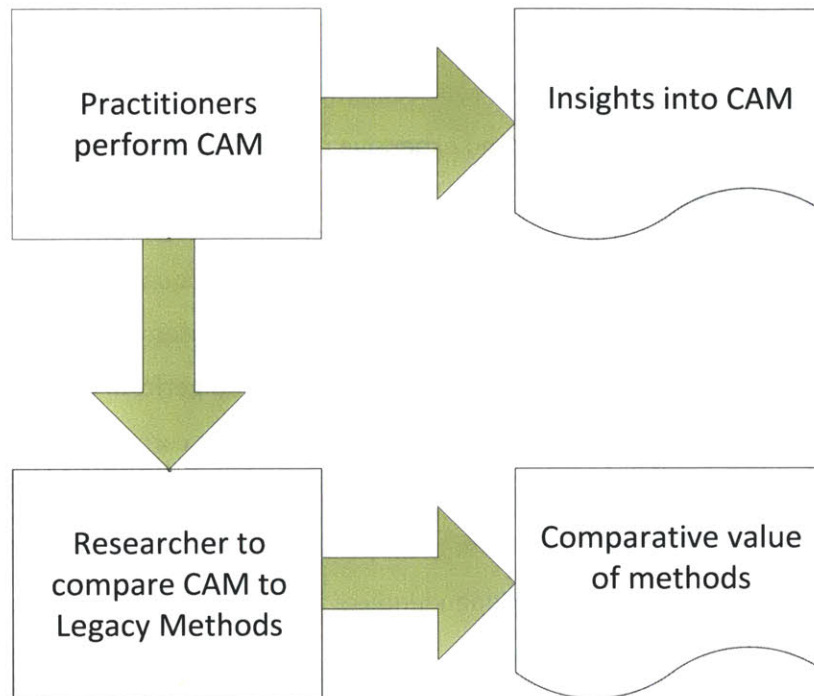 Practitioners
perform CAM
Insights into CAM
Researcher to
compare CAM to
Legacy Methods
Comparative value
of methods